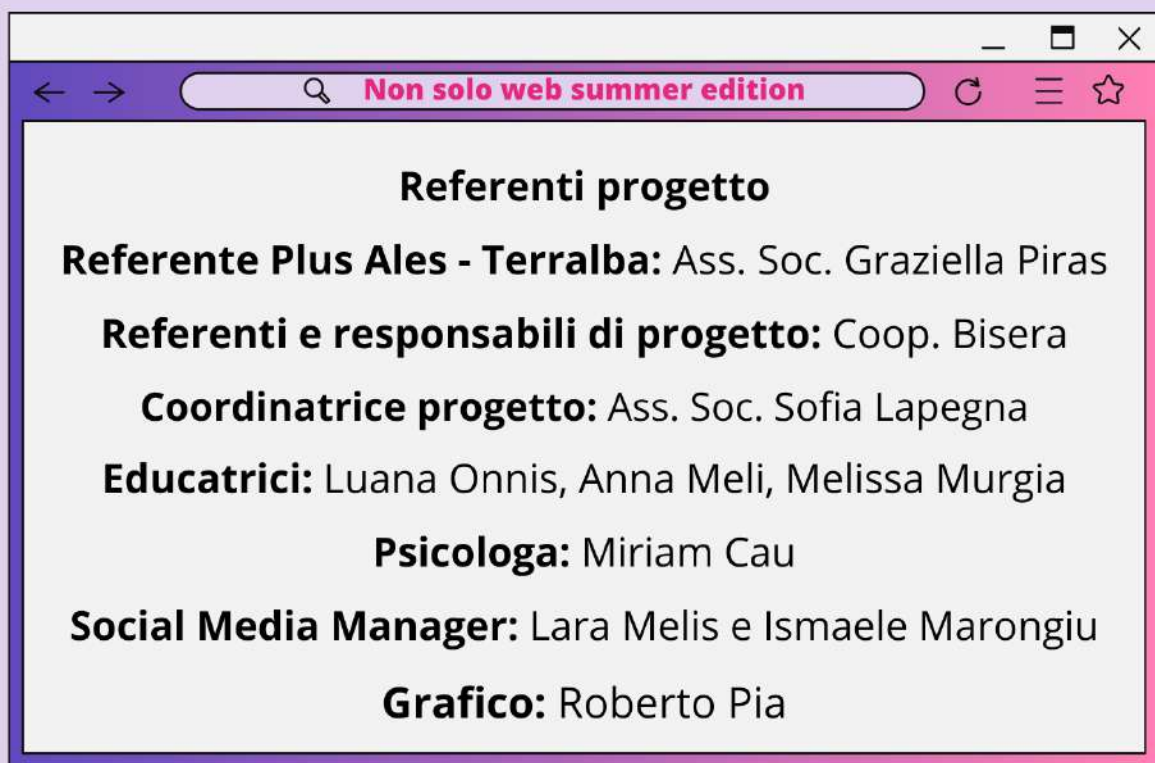 Non solo web summer edition
Referenti progetto
Referente Plus Ales - Terralba: Ass. Soc. Graziella Piras
Referenti e responsabili di progetto: Coop. Bisera
Coordinatrice progetto: Ass. Soc. Sofia Lapegna
Educatrici: Luana Onnis, Anna Meli, Melissa Murgia
Psicologa: Miriam Cau
Social Media Manager: Lara Melis e Ismaele Marongiu
Grafico: Roberto Pia